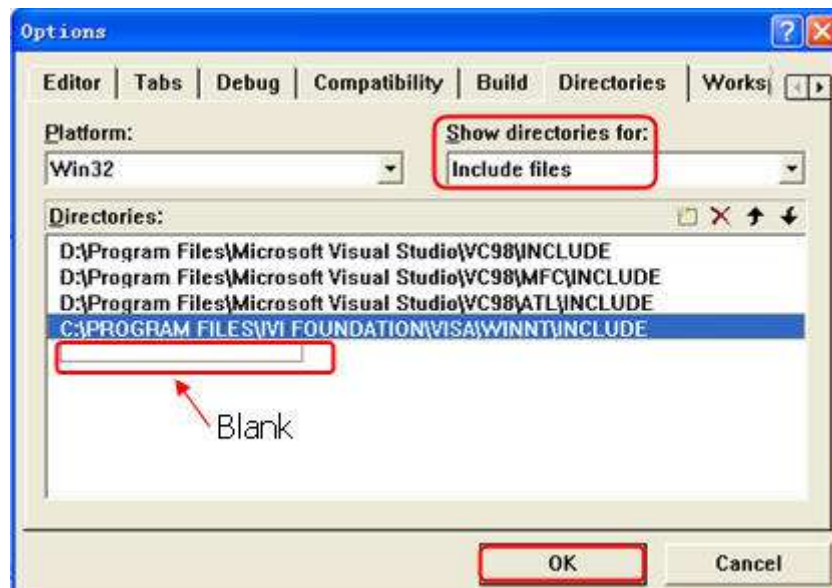 Options
Editor Tabs Debug Compatibility Build Directories Works
Platform: Show directories for:
Win32 Include files
Directories:
D:\Program Files\Microsoft Visual Studio\VC98\INCLUDE
D:\Program Files\Microsoft Visual Studio\VC98\MFC\INCLUDE
D:\Program Files\Microsoft Visual Studio\VC98\ATL\INCLUDE
C:\PROGRAM FILES\IVI FOUNDATION\VISA\WINNT\INCLUDE
Blank
OK Cancel